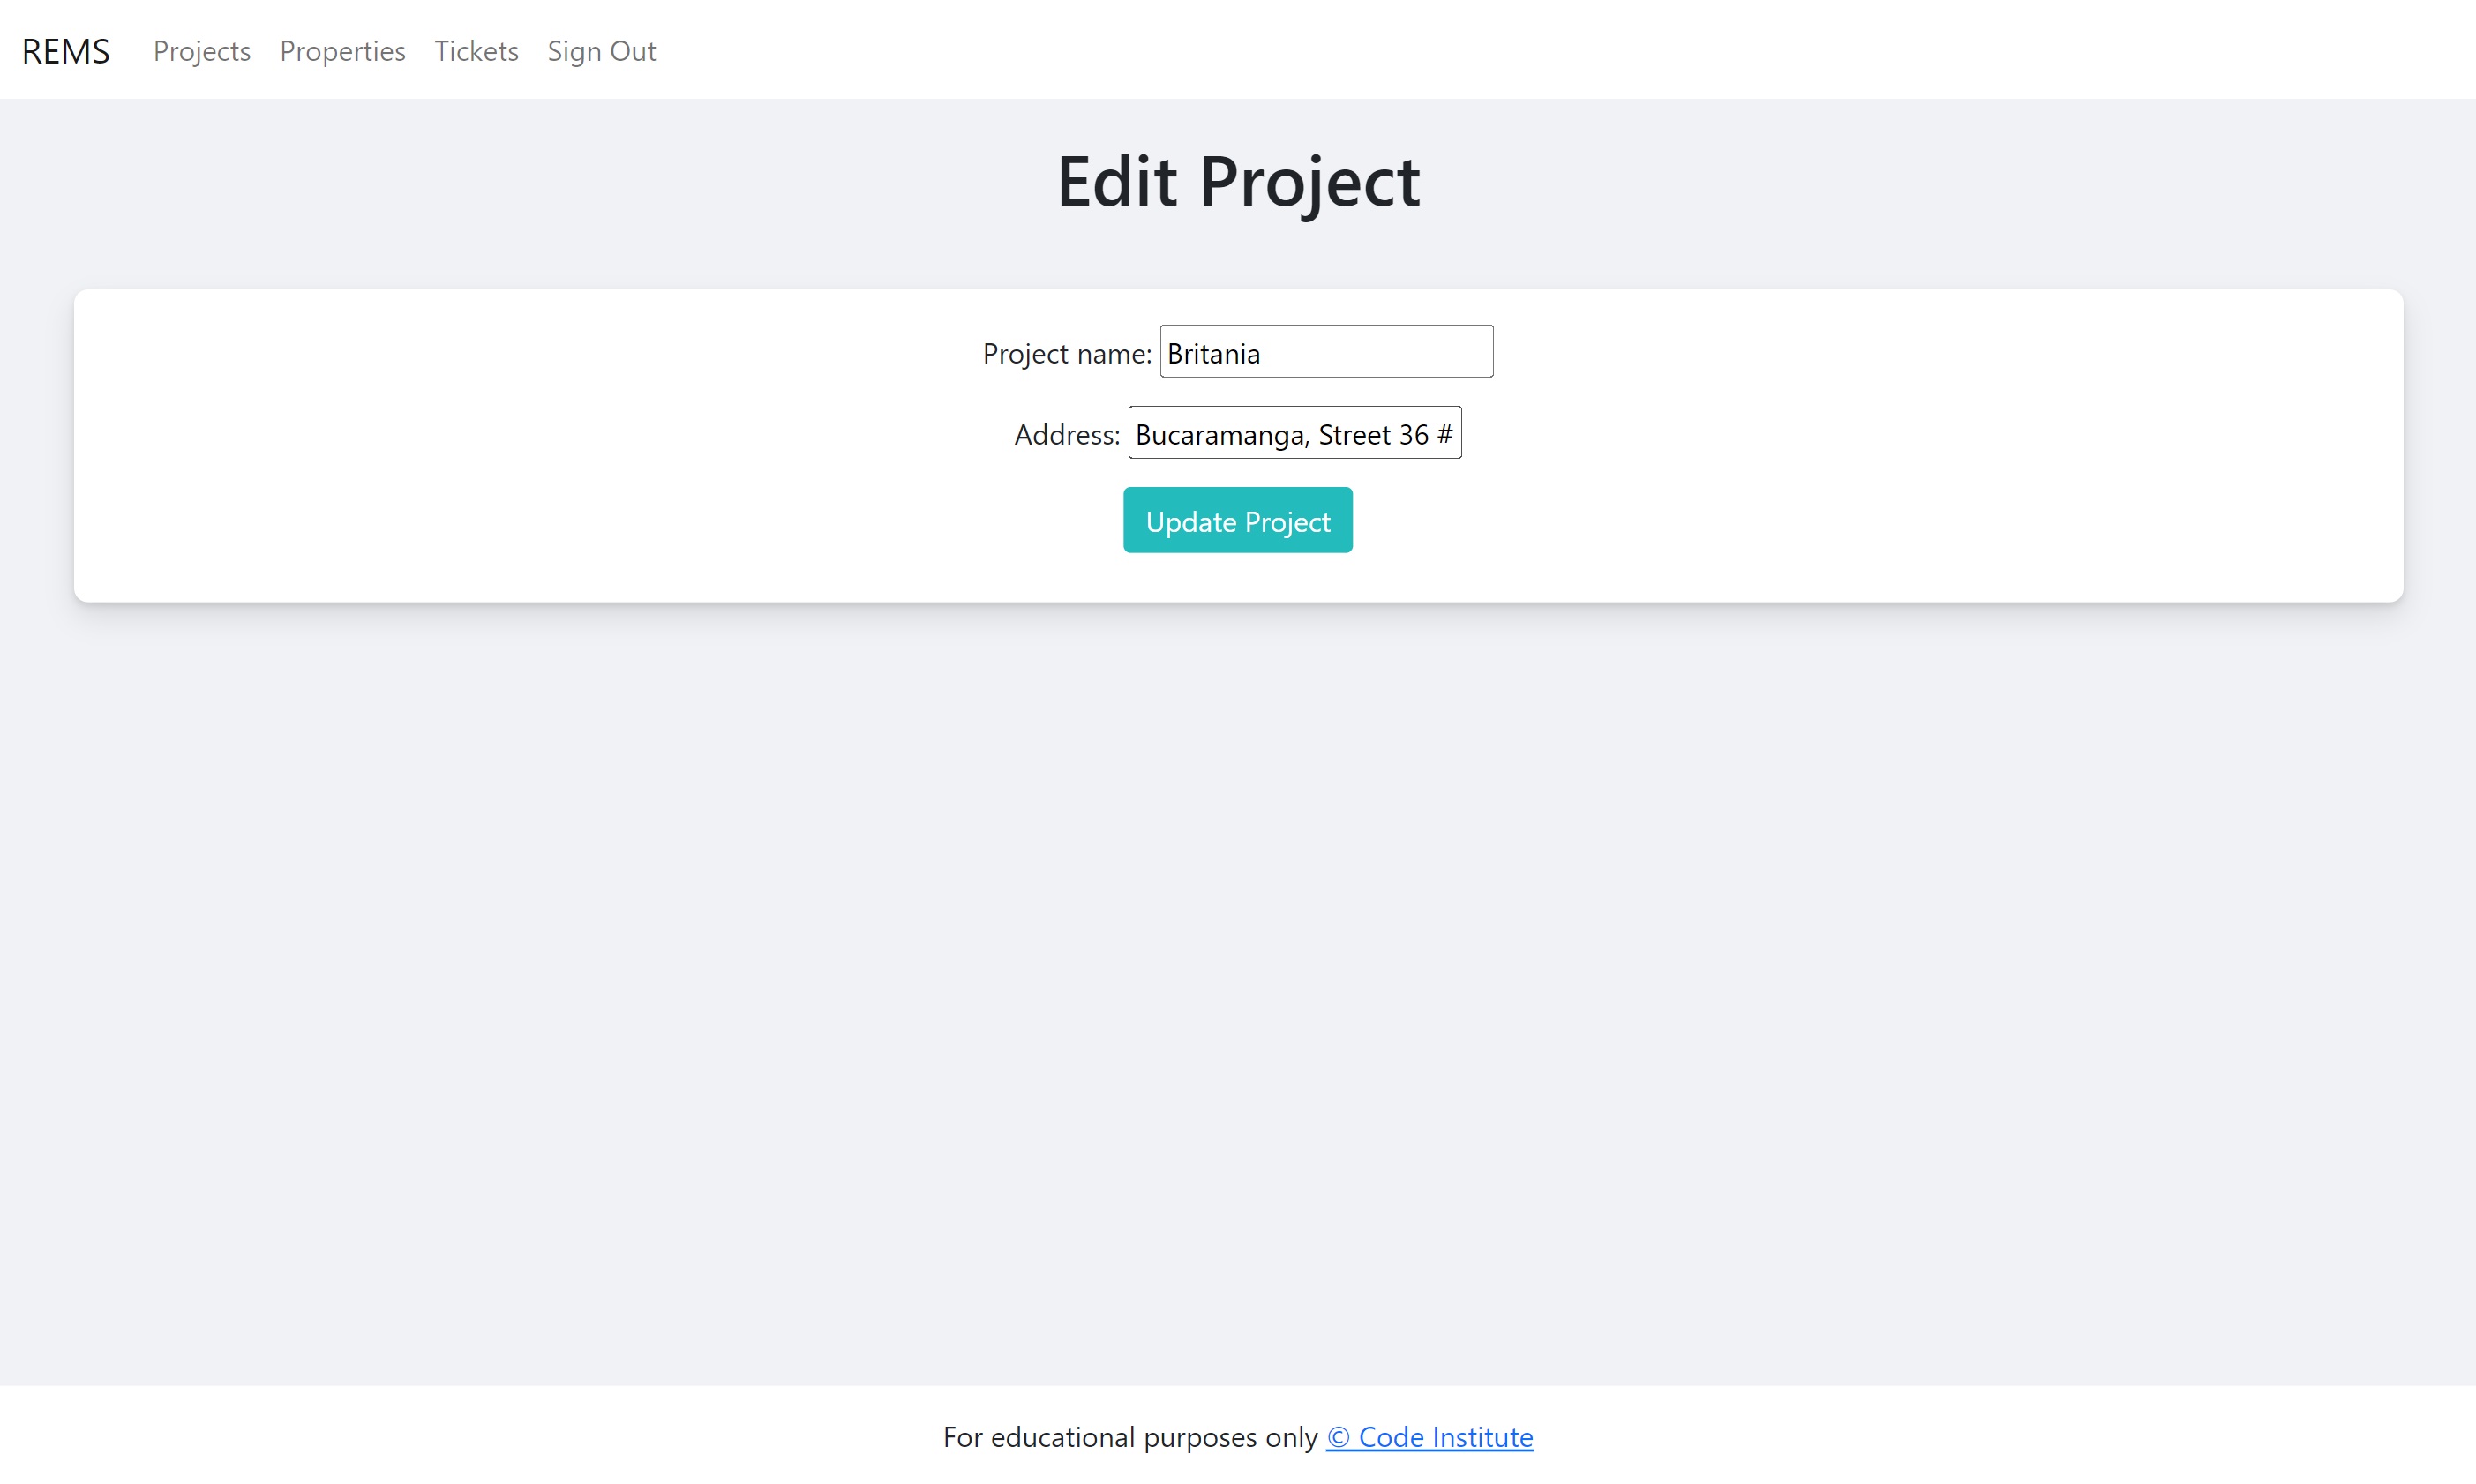 REMS Projects Properties Tickets Sign Out
Edit Project
Project name: Britania
Address: Bucaramanga, Street 36 #
Update Project
For educational purposes only © Code Institute